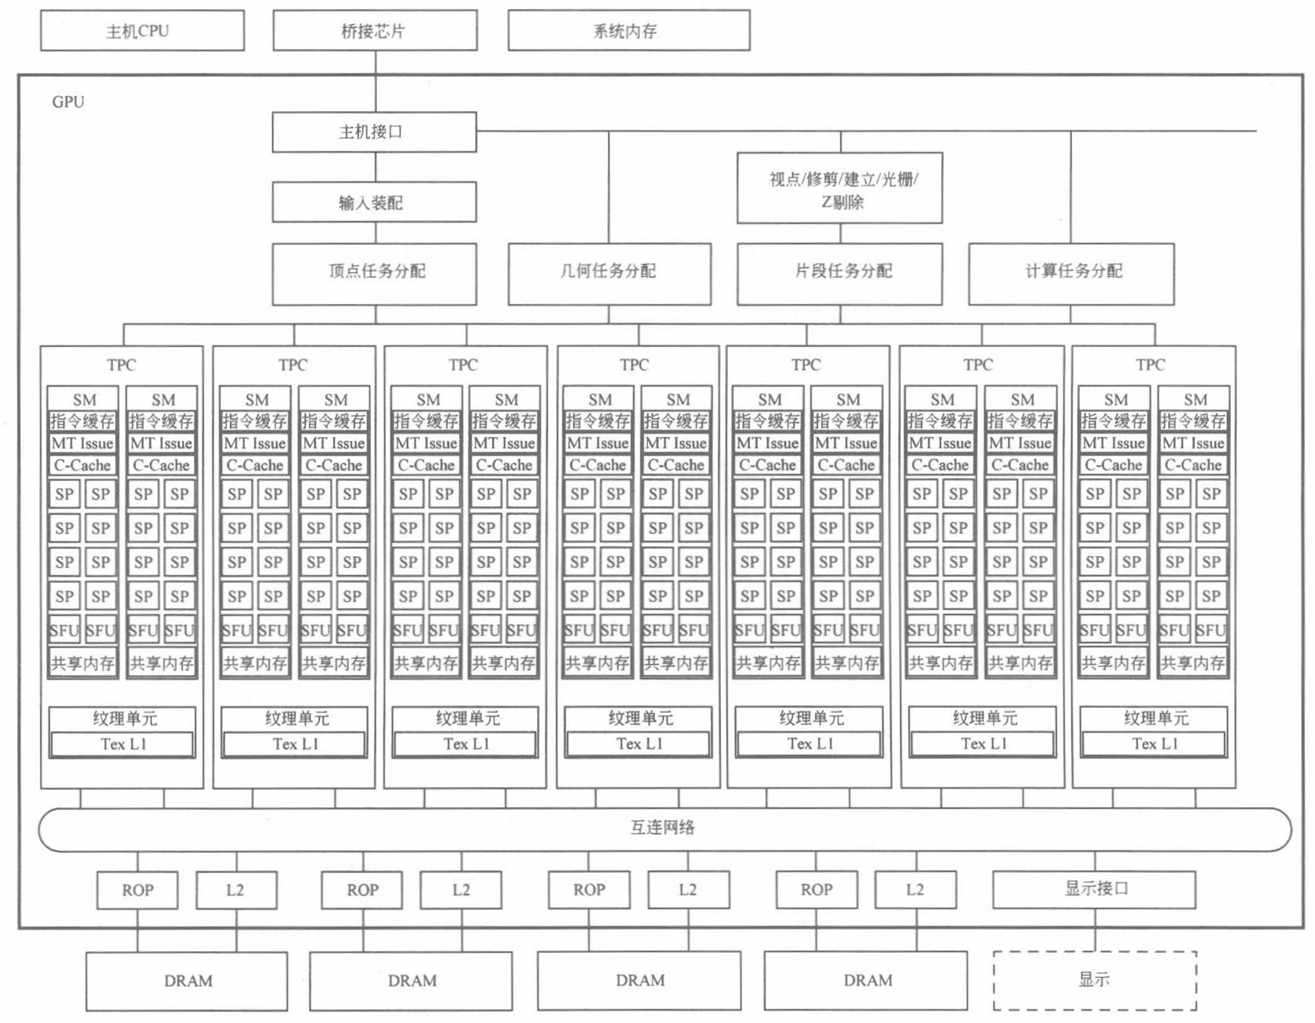 主机CPU 桥接芯片 系统内存
GPU
主机接口
输入装配
视点/修剪/建立/光栅/
Z剔除
顶点任务分配 几何任务分配 片段任务分配 计算任务分配
TPC TPC TPC TPC TPC TPC TPC
SM SM SM SM SM SM SM SM SM SM SM SM SM SM
指令缓存 指令缓存 指令缓存 指令缓存 指令缓存 指令缓存 指令缓存 指令缓存 指令缓存 指令缓存 指令缓存 指令缓存 指令缓存 指令缓存
MT Issue MT Issue MT Issue MT Issue MT Issue MT Issue MT Issue MT Issue MT Issue MT Issue MT Issue MT Issue MT Issue MT Issue
C-Cache C-Cache C-Cache C-Cache C-Cache C-Cache C-Cache C-Cache C-Cache C-Cache C-Cache C-Cache C-Cache C-Cache
SP SP SP SP SP SP SP SP SP SP SP SP SP SP SP SP SP SP SP SP SP SP SP SP SP SP SP SP
SP SP SP SP SP SP SP SP SP SP SP SP SP SP SP SP SP SP SP SP SP SP SP SP SP SP SP SP
SP SP SP SP SP SP SP SP SP SP SP SP SP SP SP SP SP SP SP SP SP SP SP SP SP SP SP SP
SP SP SP SP SP SP SP SP SP SP SP SP SP SP SP SP SP SP SP SP SP SP SP SP SP SP SP SP
SFU SFU SFU SFU SFU SFU SFU SFU SFU SFU SFU SFU SFU SFU SFU SFU SFU SFU SFU SFU SFU SFU SFU SFU SFU SFU SFU SFU
共享内存 共享内存 共享内存 共享内存 共享内存 共享内存 共享内存 共享内存 共享内存 共享内存 共享内存 共享内存 共享内存 共享内存
纹理单元 纹理单元 纹理单元 纹理单元 纹理单元 纹理单元 纹理单元
Tex L1 Tex L1 Tex L1 Tex L1 Tex L1 Tex L1 Tex L1
互连网络
ROP L2 ROP L2 ROP L2 ROP L2 显示接口
DRAM DRAM DRAM DRAM 显示